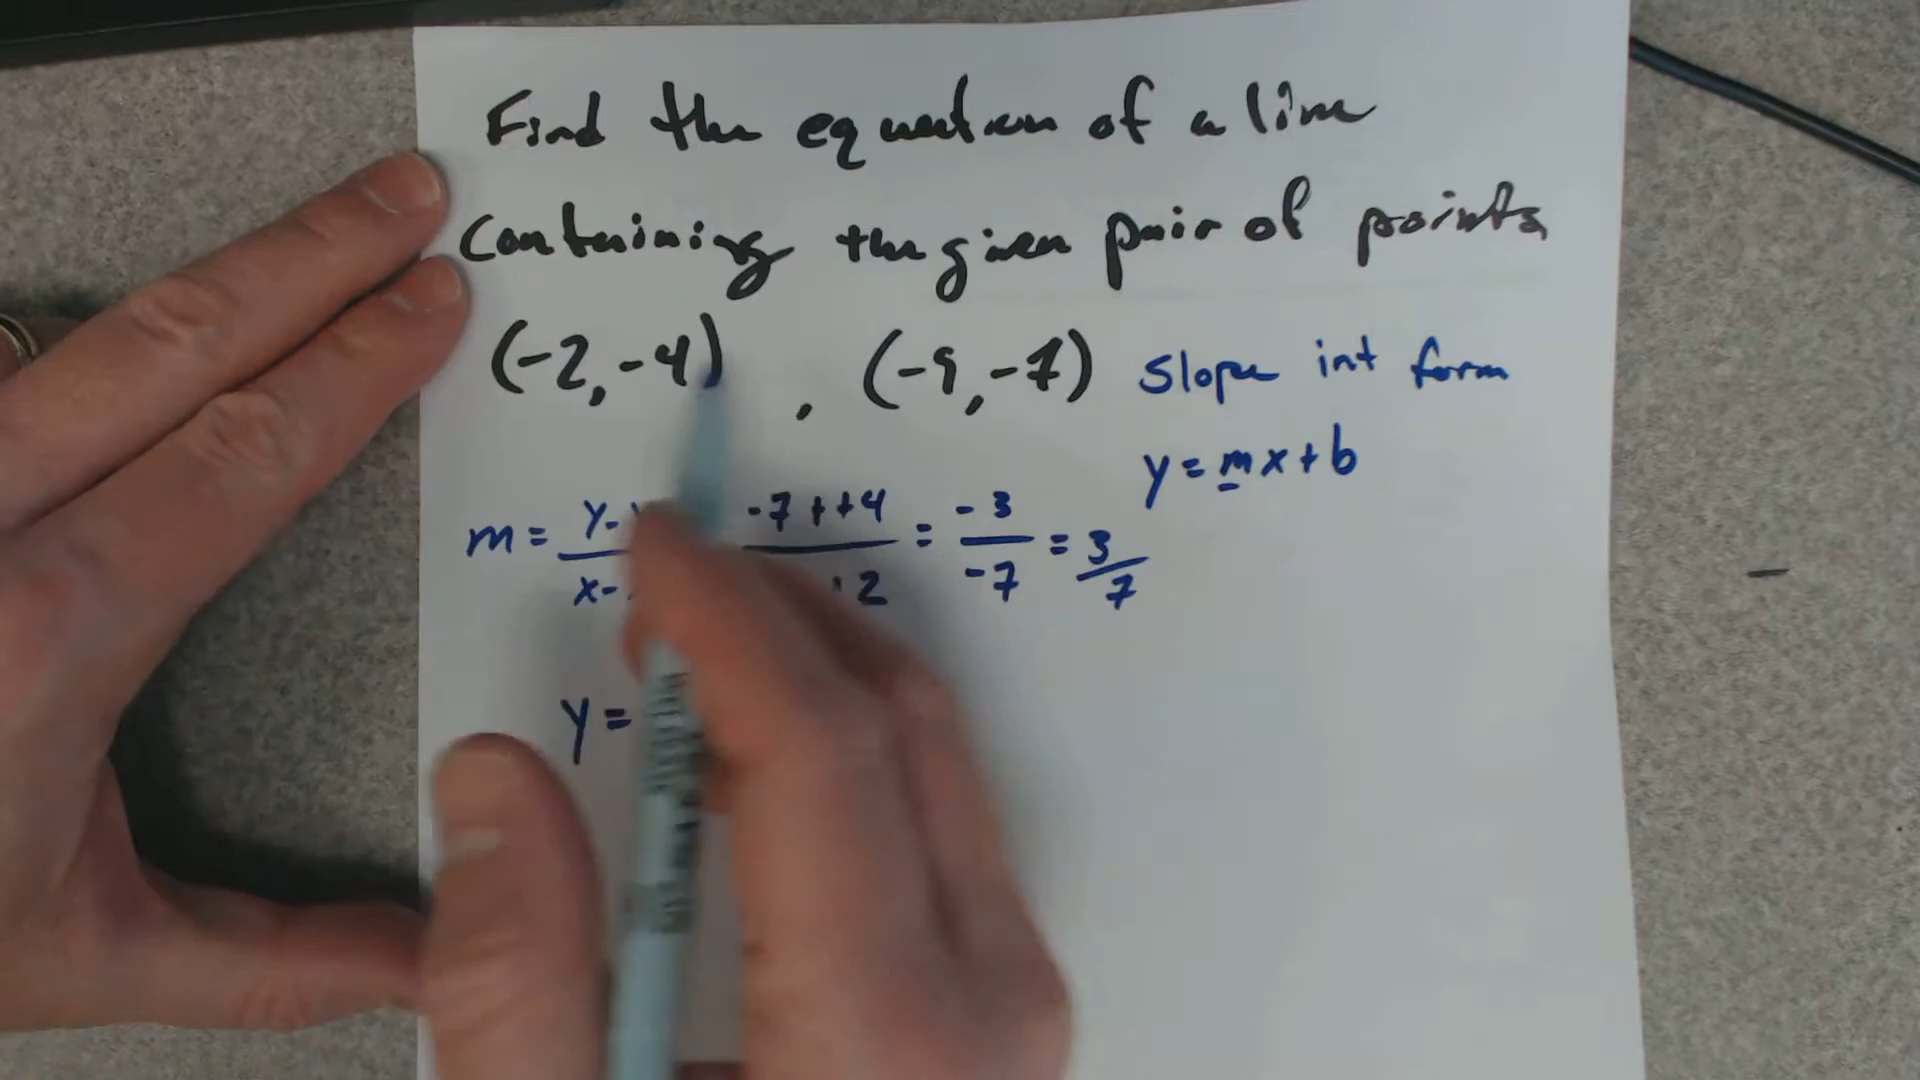 Find the equation of a line
Containing the given pair of points
(-2, -4) , (-9, -7) Slope int form
y = mx + b
m = y- -7 + +4 = -3 = 3
x- +2 -7 7
y =